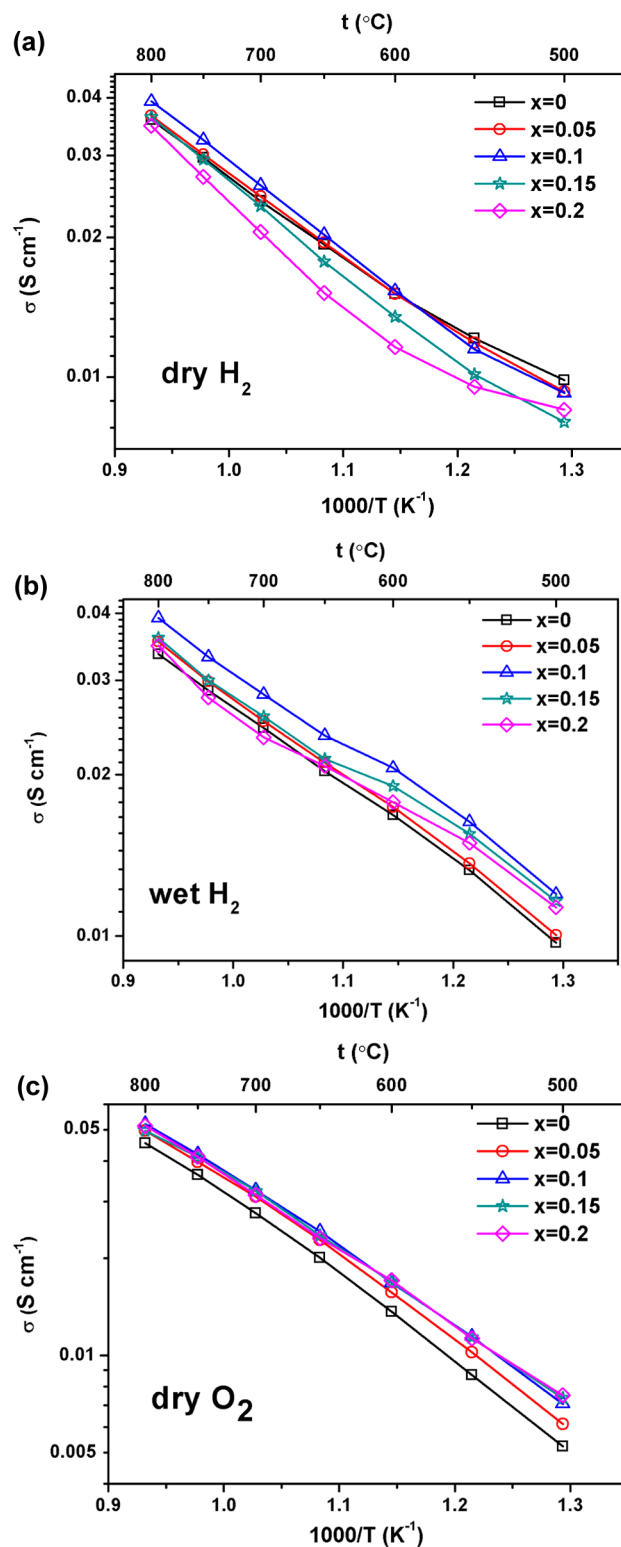 (a)
t (°C)
800 700 600 500
0.04
0.03
0.02
0.01
σ (S cm⁻¹)
x=0
x=0.05
x=0.1
x=0.15
x=0.2
dry H₂
0.9 1.0 1.1 1.2 1.3
1000/T (K⁻¹)
(b)
t (°C)
800 700 600 500
0.04
0.03
0.02
0.01
σ (S cm⁻¹)
x=0
x=0.05
x=0.1
x=0.15
x=0.2
wet H₂
0.9 1.0 1.1 1.2 1.3
1000/T (K⁻¹)
(c)
t (°C)
800 700 600 500
0.05
0.01
0.005
σ (S cm⁻¹)
x=0
x=0.05
x=0.1
x=0.15
x=0.2
dry O₂
0.9 1.0 1.1 1.2 1.3
1000/T (K⁻¹)